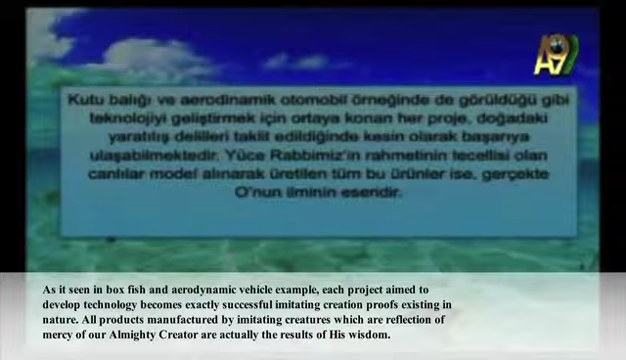 A9
Kutu balığı ve aerodinamik otomobil örneğinde de görüldüğü gibi
teknolojiyi geliştirmek için ortaya konan her proje, doğadaki
yaratılış delilleri taklit edildiğinde kesin olarak başarıya
ulaşabilmektedir. Yüce Rabbimiz'in rahmetinin tecellisi olan
canlılar model alınarak üretilen tüm bu ürünler ise, gerçekte
O'nun ilminin eseridir.
As it seen in box fish and aerodynamic vehicle example, each project aimed to
develop technology becomes exactly successful imitating creation proofs existing in
nature. All products manufactured by imitating creatures which are reflection of
mercy of our Almighty Creator are actually the results of His wisdom.